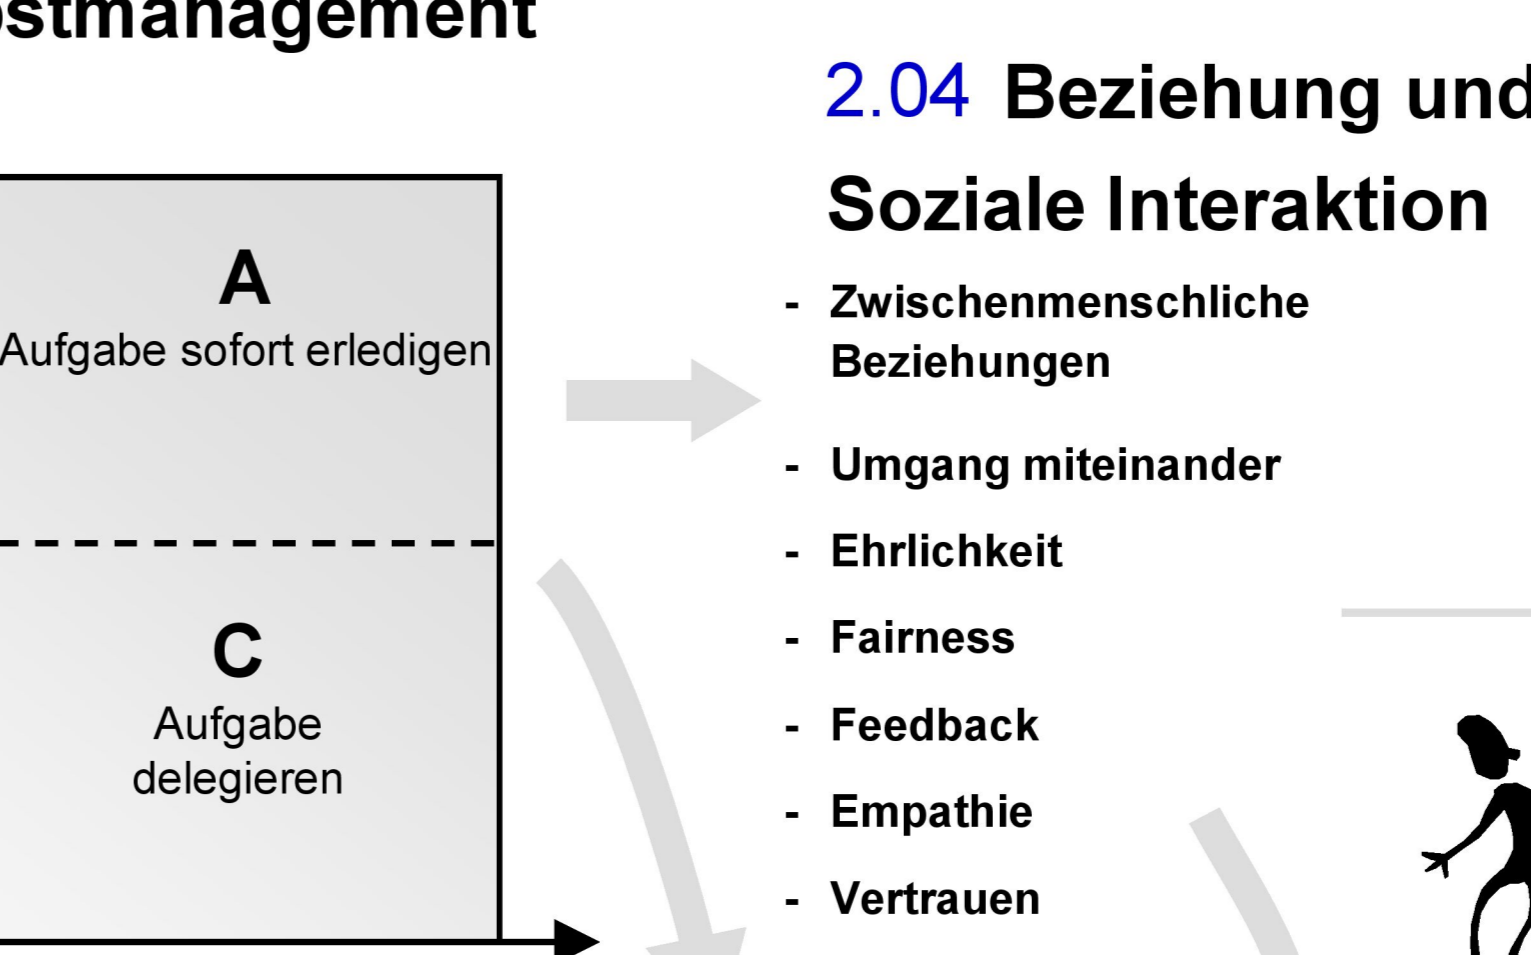 2.04 Beziehung und
Soziale Interaktion
A
Aufgabe sofort erledigen
C
Aufgabe
delegieren
- Zwischenmenschliche
Beziehungen
- Umgang miteinander
- Ehrlichkeit
- Fairness
- Feedback
- Empathie
- Vertrauen